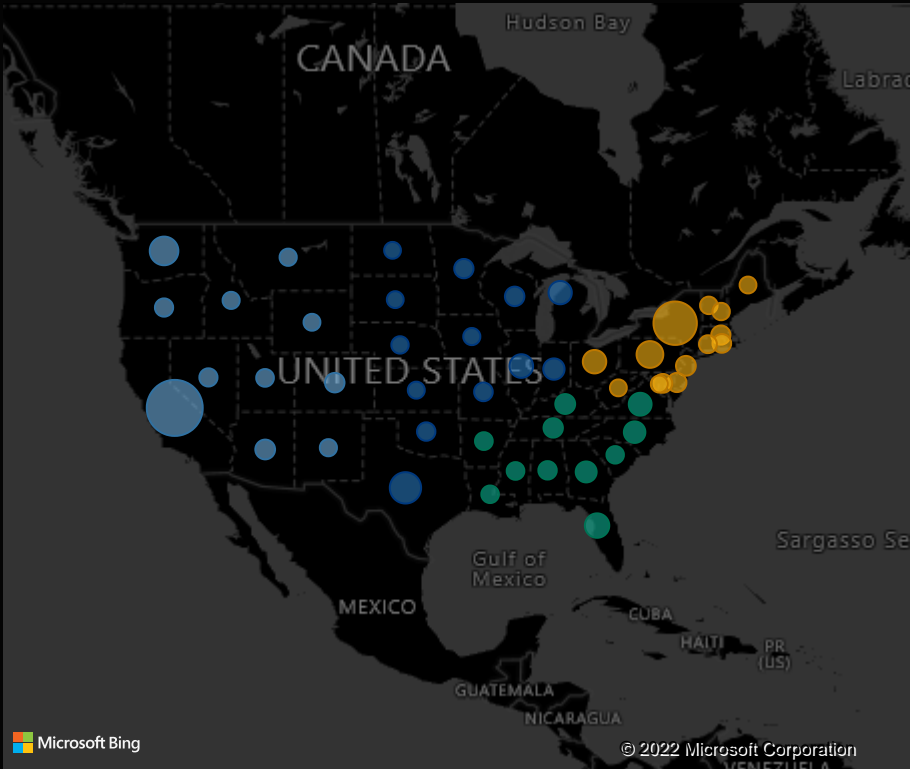 Hudson Bay
CANADA
Labrad
UNITED STATES
Gulf of
Mexico
Sargasso Se
MEXICO
CUBA
HAITI
PR
(US)
GUATEMALA
NICARAGUA
Microsoft Bing
© 2022 Microsoft Corporation
VENEZUELA